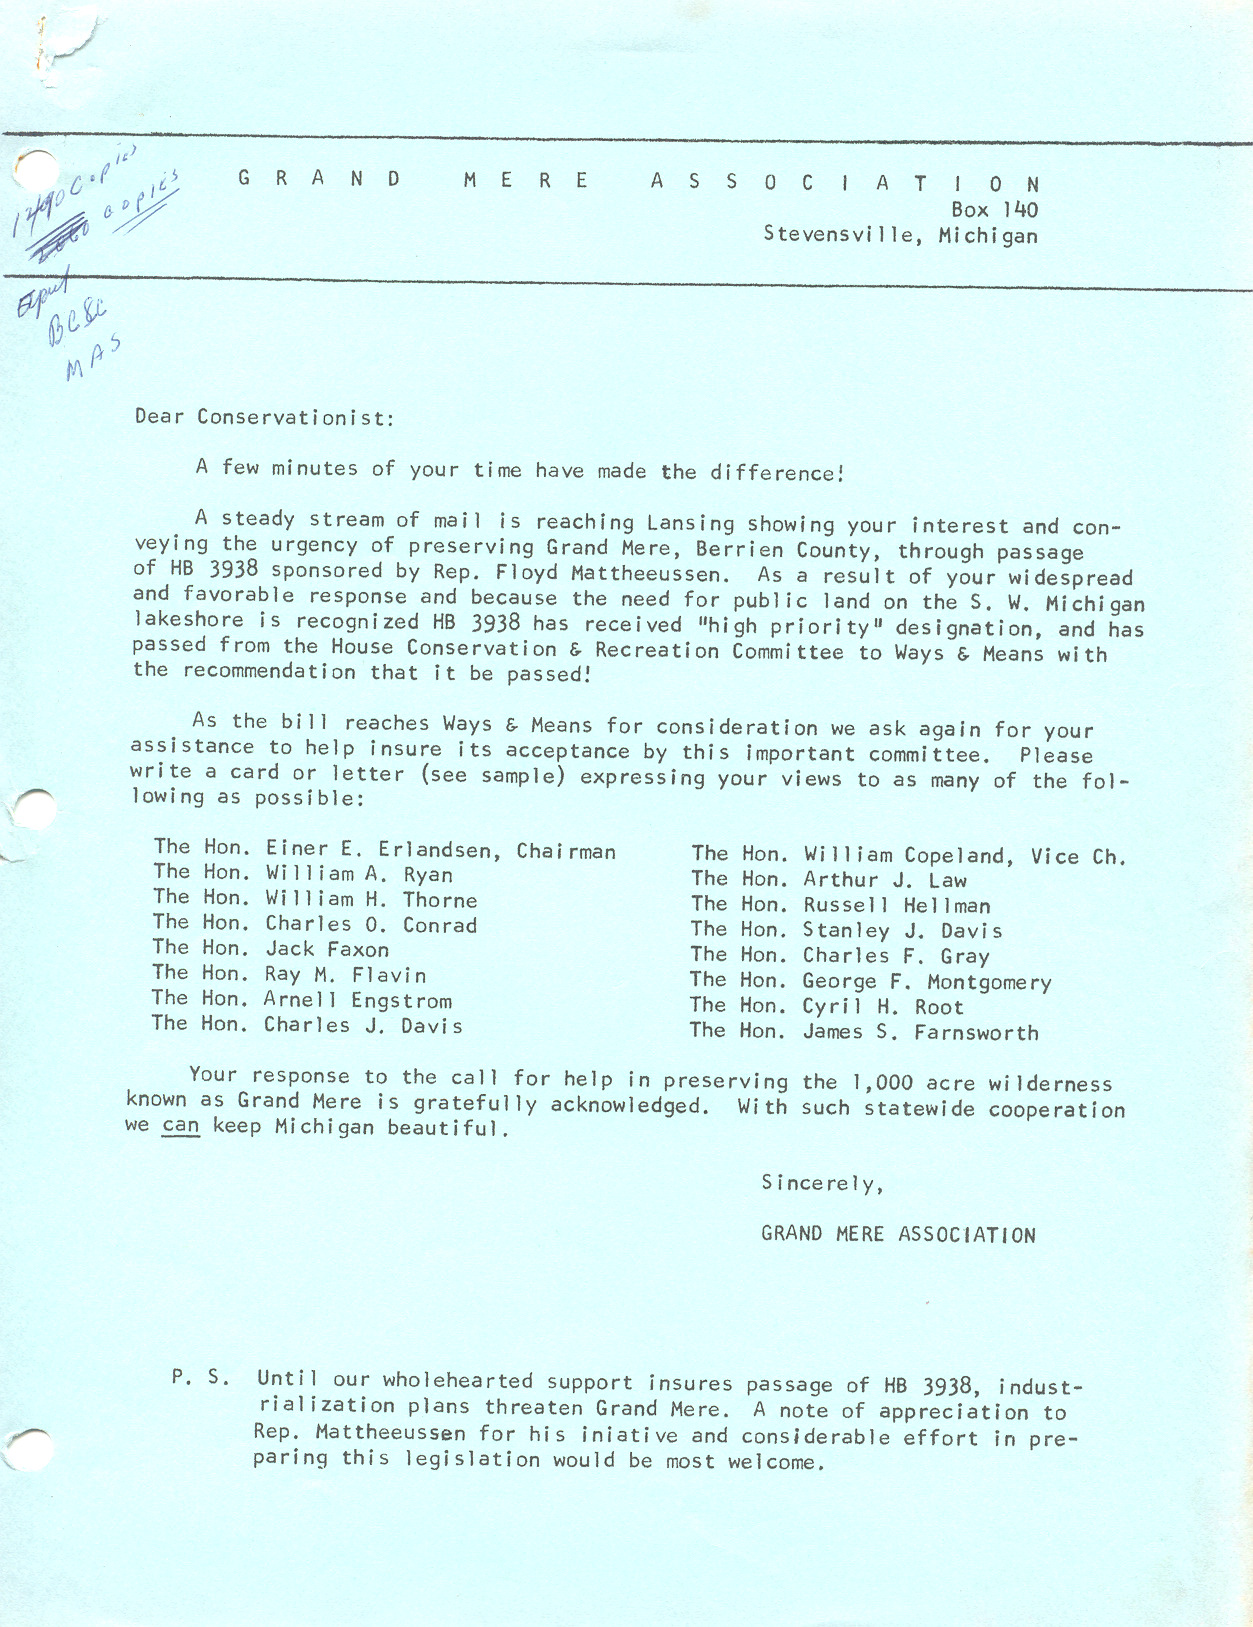 Copies
copies
BC&C
MAS
GRAND MERE ASSOCIATION
Box 140
Stevensville, Michigan
Dear Conservationist:
A few minutes of your time have made the difference!
A steady stream of mail is reaching Lansing showing your interest and con-
veying the urgency of preserving Grand Mere, Berrien County, through passage
of HB 3938 sponsored by Rep. Floyd Mattheeussen. As a result of your widespread
and favorable response and because the need for public land on the S. W. Michigan
lakeshore is recognized HB 3938 has received "high priority" designation, and has
passed from the House Conservation & Recreation Committee to Ways & Means with
the recommendation that it be passed!
As the bill reaches Ways & Means for consideration we ask again for your
assistance to help insure its acceptance by this important committee. Please
write a card or letter (see sample) expressing your views to as many of the fol-
lowing as possible:
The Hon. Einer E. Erlandsen, Chairman
The Hon. William A. Ryan
The Hon. William H. Thorne
The Hon. Charles O. Conrad
The Hon. Jack Faxon
The Hon. Ray M. Flavin
The Hon. Arnell Engstrom
The Hon. Charles J. Davis
The Hon. William Copeland, Vice Ch.
The Hon. Arthur J. Law
The Hon. Russell Hellman
The Hon. Stanley J. Davis
The Hon. Charles F. Gray
The Hon. George F. Montgomery
The Hon. Cyril H. Root
The Hon. James S. Farnsworth
Your response to the call for help in preserving the 1,000 acre wilderness
known as Grand Mere is gratefully acknowledged. With such statewide cooperation
we can keep Michigan beautiful.
Sincerely,
GRAND MERE ASSOCIATION
P. S. Until our wholehearted support insures passage of HB 3938, indust-
rialization plans threaten Grand Mere. A note of appreciation to
Rep. Mattheeussen for his iniative and considerable effort in pre-
paring this legislation would be most welcome.